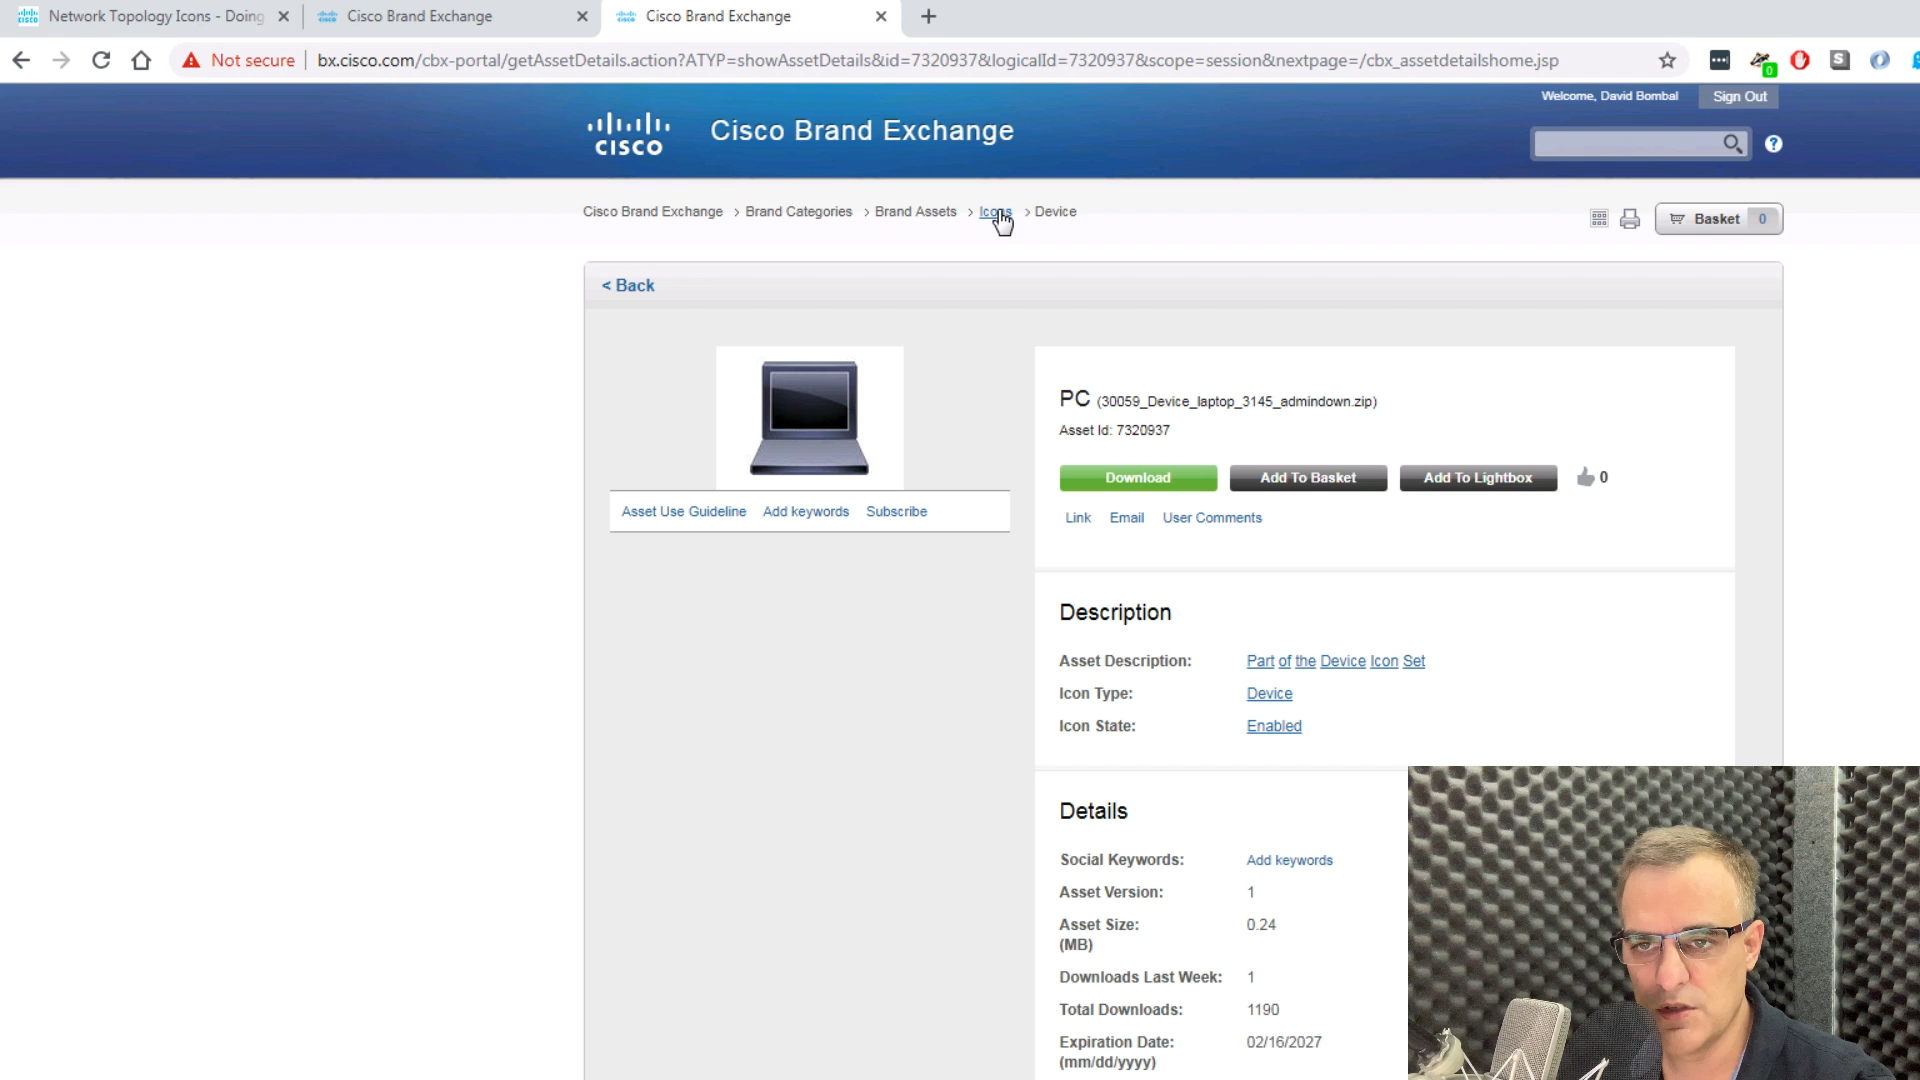 Network Topology Icons - Doing
Cisco Brand Exchange
Cisco Brand Exchange
Not secure
bx.cisco.com/cbx-portal/getAssetDetails.action?ATYP=showAssetDetails&id=7320937&logicalId=7320937&scope=session&nextpage=/cbx_assetdetailshome.jsp
0
S
Welcome, David Bombal
Sign Out
CISCO
Cisco Brand Exchange
?
Cisco Brand Exchange > Brand Categories > Brand Assets > Icons > Device
Basket 0
< Back
PC (30059_Device_laptop_3145_admindown.zip)
Asset Id: 7320937
Download
Add To Basket
Add To Lightbox
0
Link Email User Comments
Asset Use Guideline Add keywords Subscribe
Description
Asset Description: Part of the Device Icon Set
Icon Type: Device
Icon State: Enabled
Details
Social Keywords: Add keywords
Asset Version: 1
Asset Size: 0.24
(MB)
Downloads Last Week: 1
Total Downloads: 1190
Expiration Date: 02/16/2027
(mm/dd/yyyy)